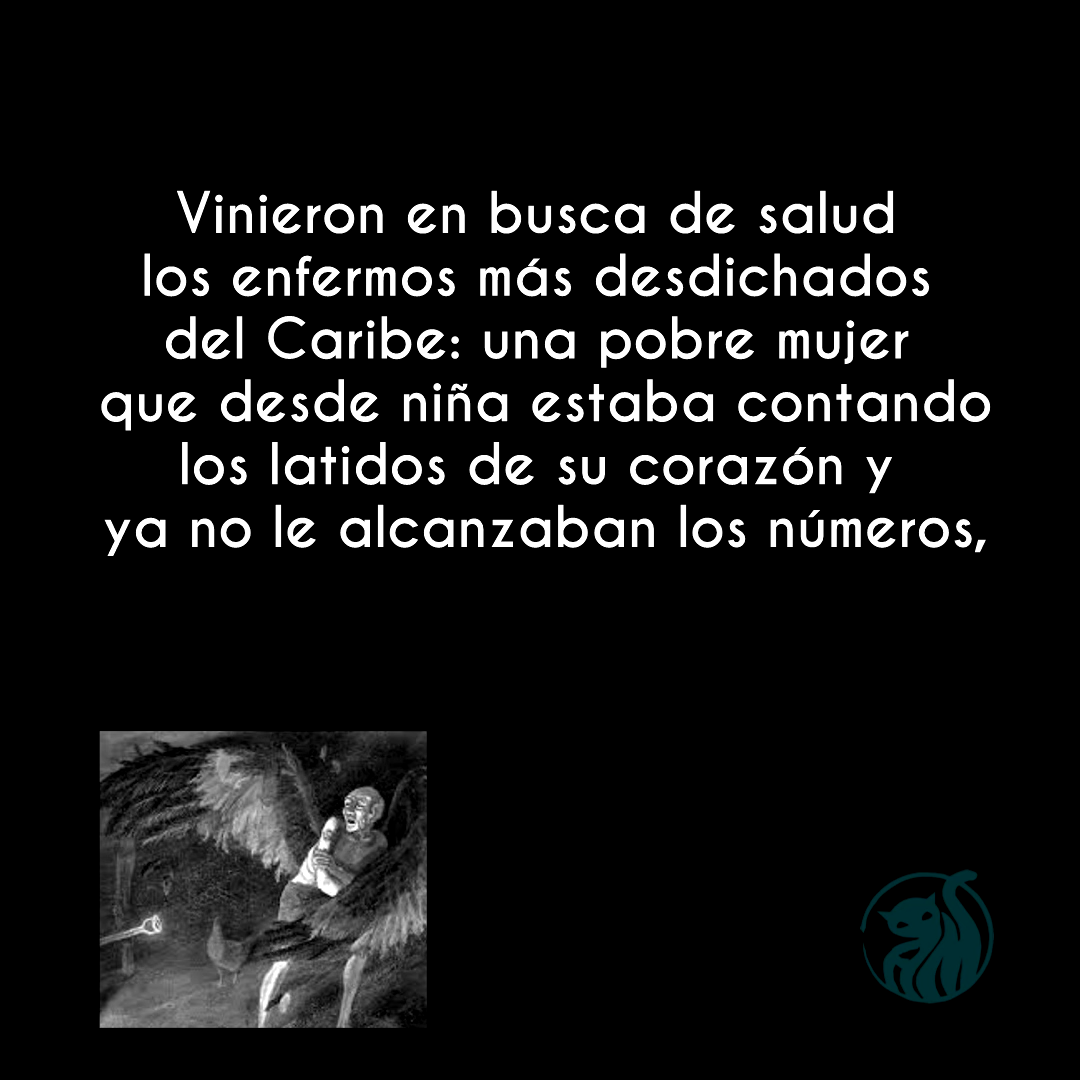 Vinieron en busca de salud
los enfermos más desdichados
del Caribe: una pobre mujer
que desde niña estaba contando
los latidos de su corazón y
ya no le alcanzaban los números,